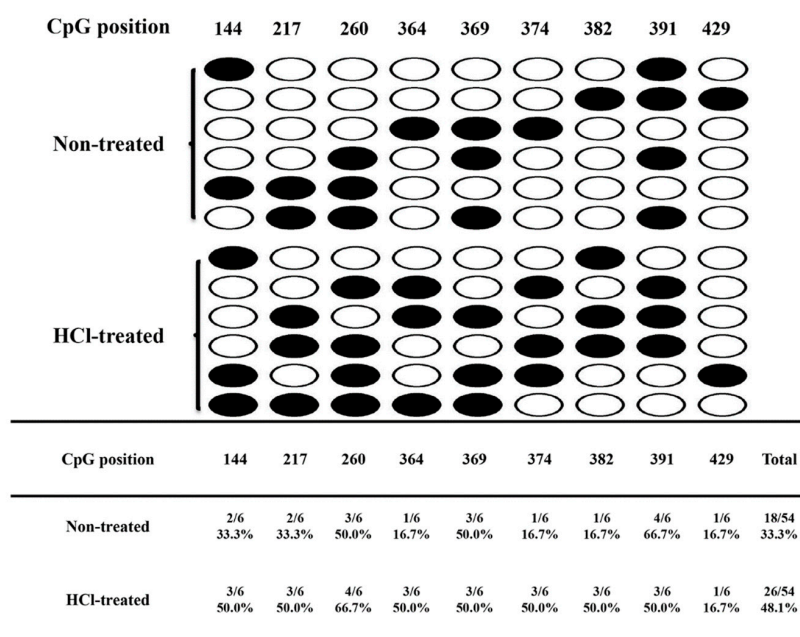 CpG position 144 217 260 364 369 374 382 391 429
Non-treated
HCl-treated
CpG position 144 217 260 364 369 374 382 391 429 Total
Non-treated 2/6 2/6 3/6 1/6 3/6 1/6 1/6 4/6 1/6 18/54
33.3% 33.3% 50.0% 16.7% 50.0% 16.7% 16.7% 66.7% 16.7% 33.3%
HCl-treated 3/6 3/6 4/6 3/6 3/6 3/6 3/6 3/6 1/6 26/54
50.0% 50.0% 66.7% 50.0% 50.0% 50.0% 50.0% 50.0% 16.7% 48.1%